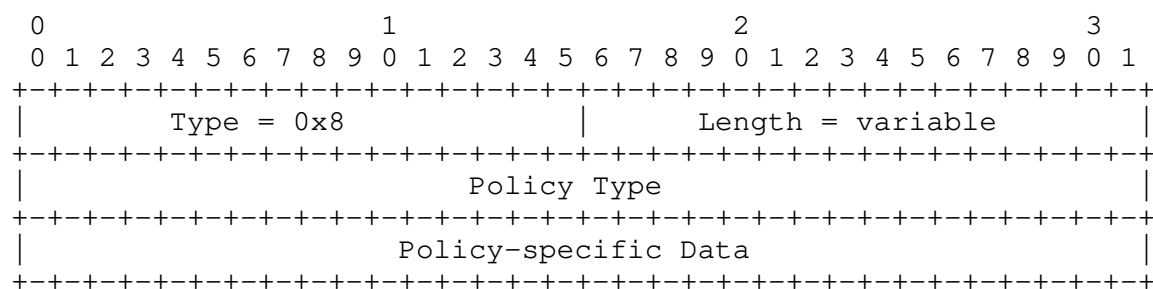 0                   1                   2                   3
 0 1 2 3 4 5 6 7 8 9 0 1 2 3 4 5 6 7 8 9 0 1 2 3 4 5 6 7 8 9 0 1
+-+-+-+-+-+-+-+-+-+-+-+-+-+-+-+-+-+-+-+-+-+-+-+-+-+-+-+-+-+-+-+-+
|        Type = 0x8             |      Length = variable        |
+-+-+-+-+-+-+-+-+-+-+-+-+-+-+-+-+-+-+-+-+-+-+-+-+-+-+-+-+-+-+-+-+
|                         Policy Type                           |
+-+-+-+-+-+-+-+-+-+-+-+-+-+-+-+-+-+-+-+-+-+-+-+-+-+-+-+-+-+-+-+-+
|                     Policy-specific Data                      |
+-+-+-+-+-+-+-+-+-+-+-+-+-+-+-+-+-+-+-+-+-+-+-+-+-+-+-+-+-+-+-+-+